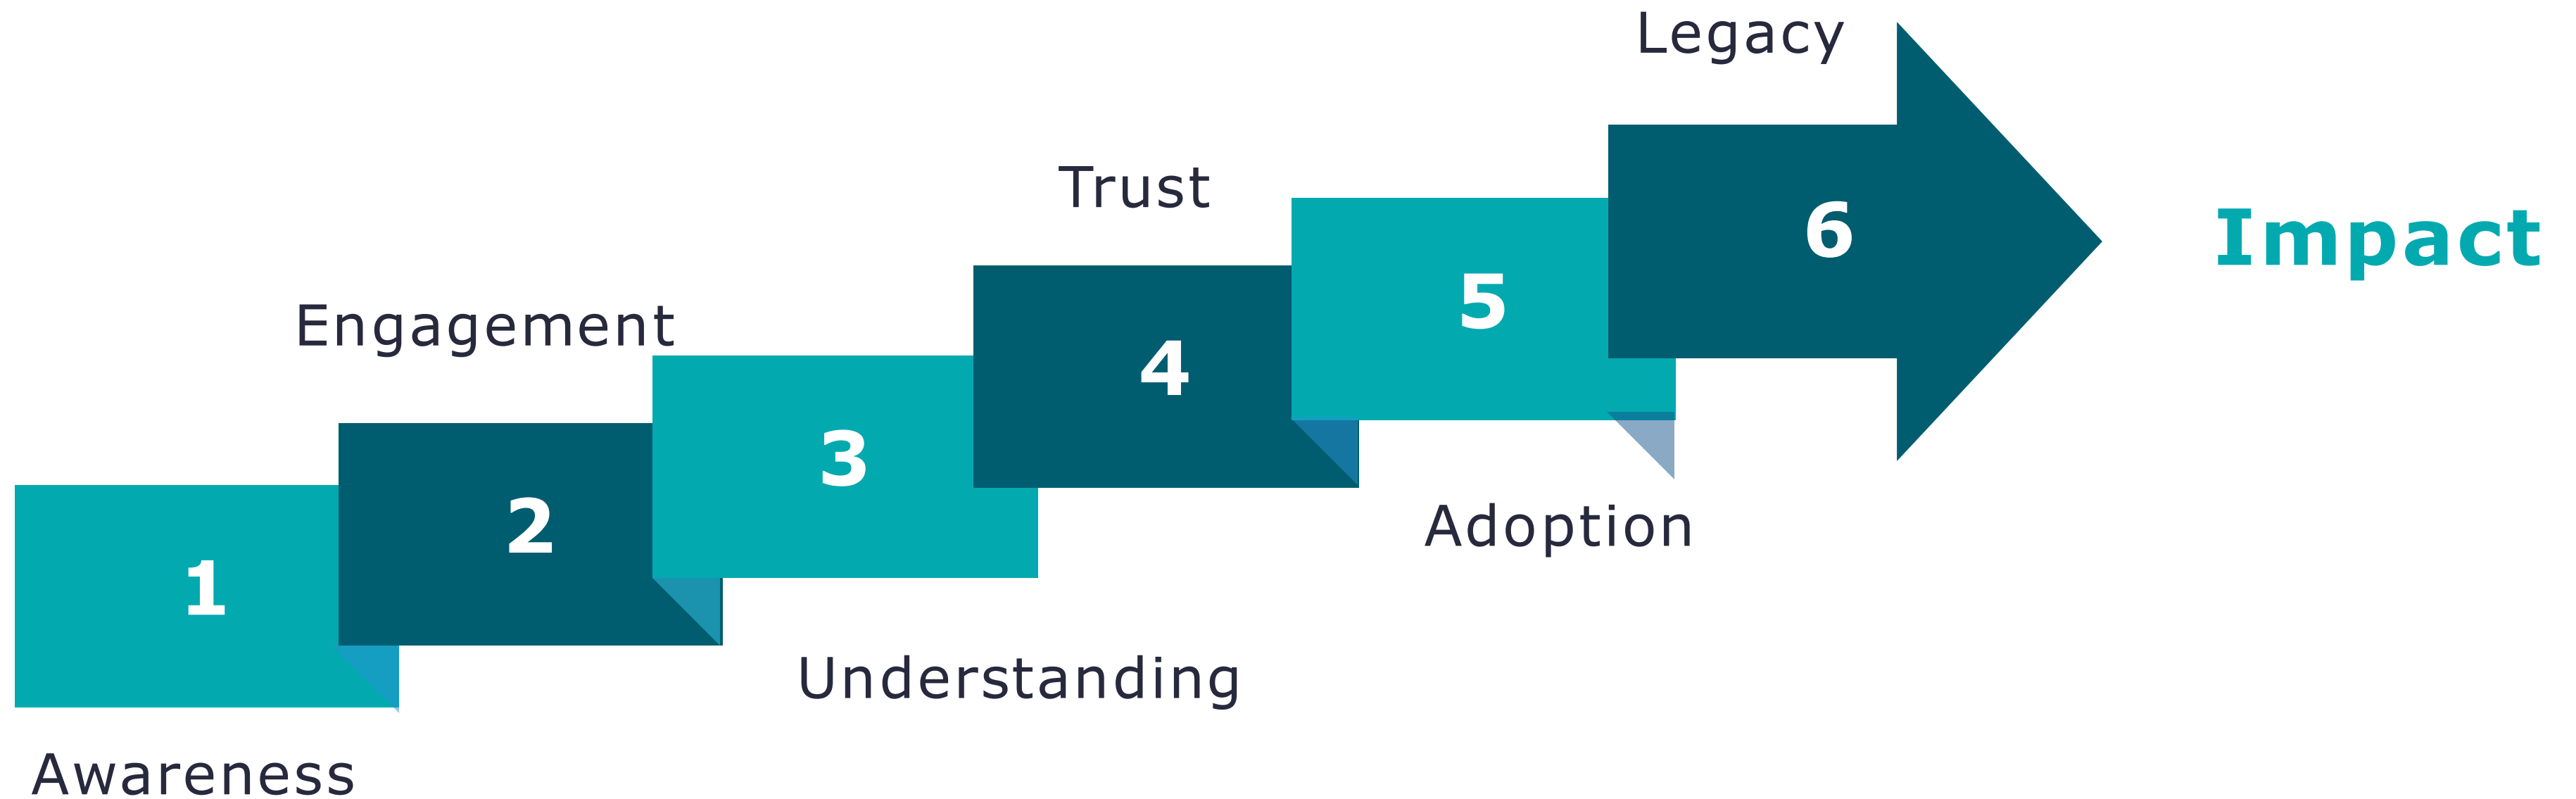 1
Awareness
2
Engagement
3
Understanding
4
Trust
5
Adoption
6
Legacy
Impact